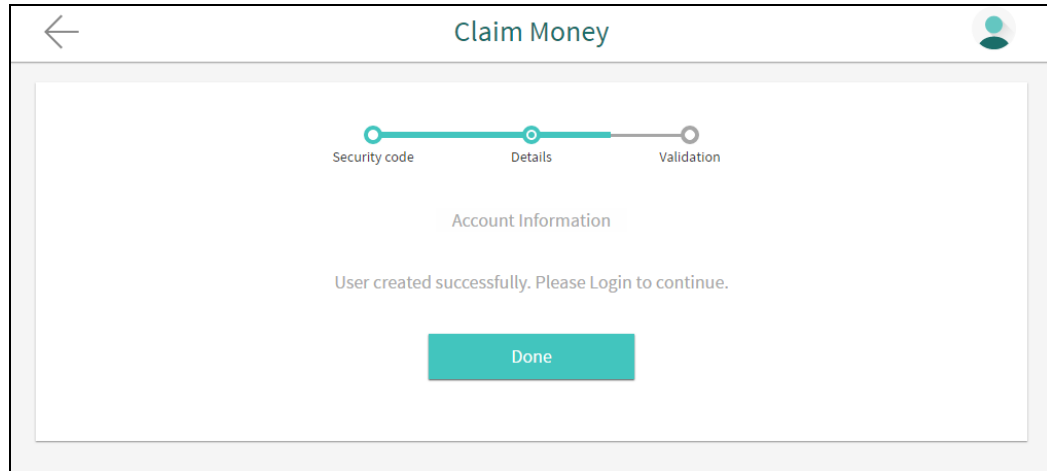 Claim Money
Security code Details Validation
Account Information
User created successfully. Please Login to continue.
Done